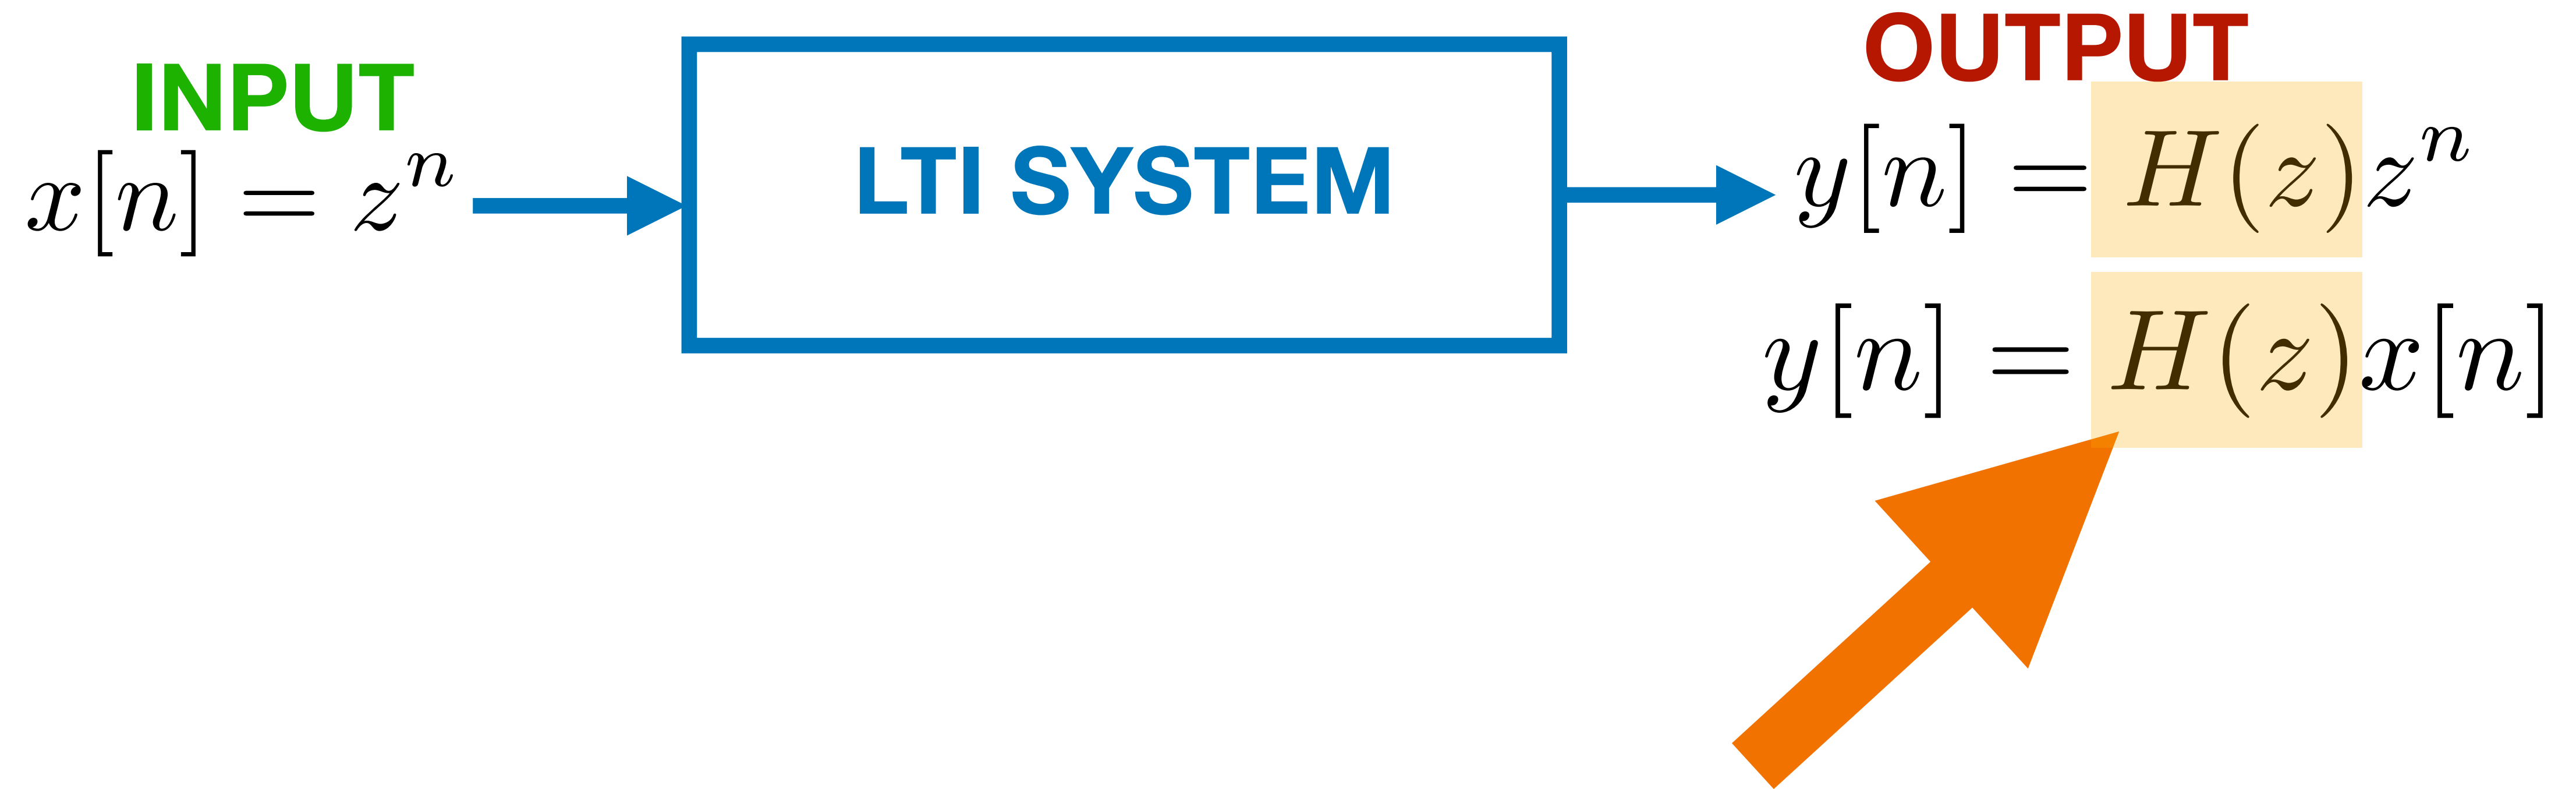 INPUT
x[n] = z^n
LTI SYSTEM
OUTPUT
y[n] = H(z)z^n
y[n] = H(z)x[n]